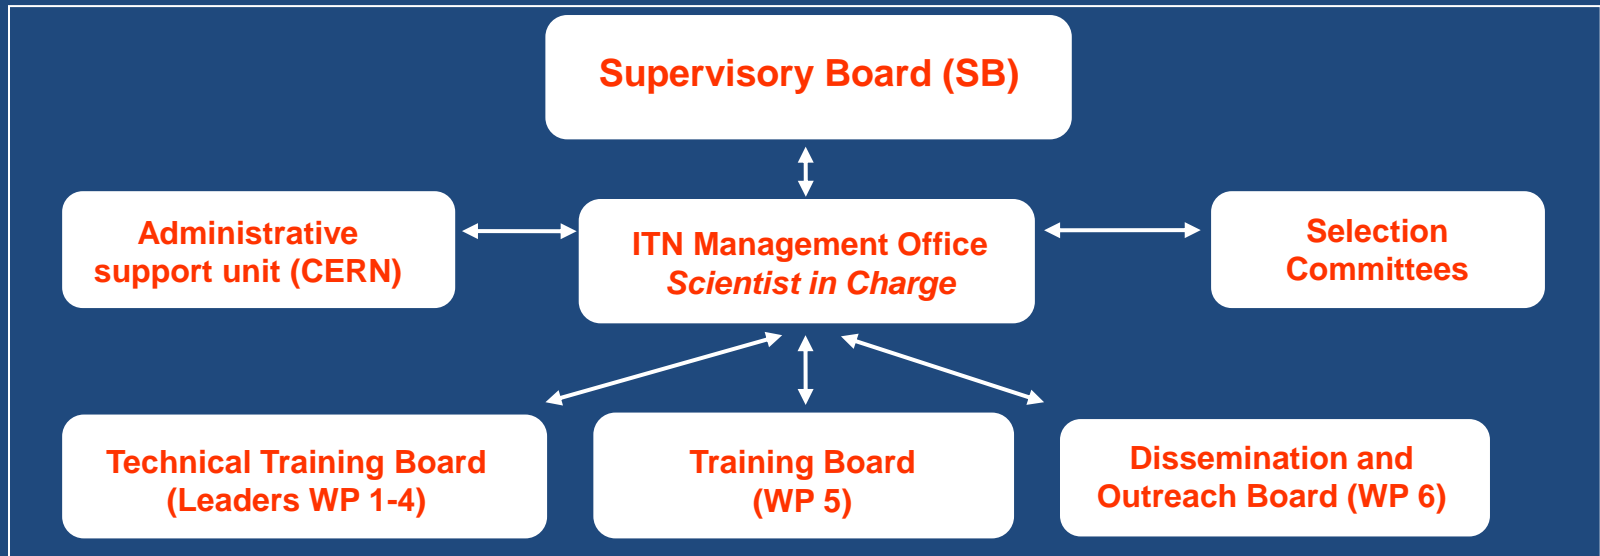 Supervisory Board (SB)
Administrative
support unit (CERN)
ITN Management Office
Scientist in Charge
Selection
Committees
Technical Training Board
(Leaders WP 1-4)
Training Board
(WP 5)
Dissemination and
Outreach Board (WP 6)